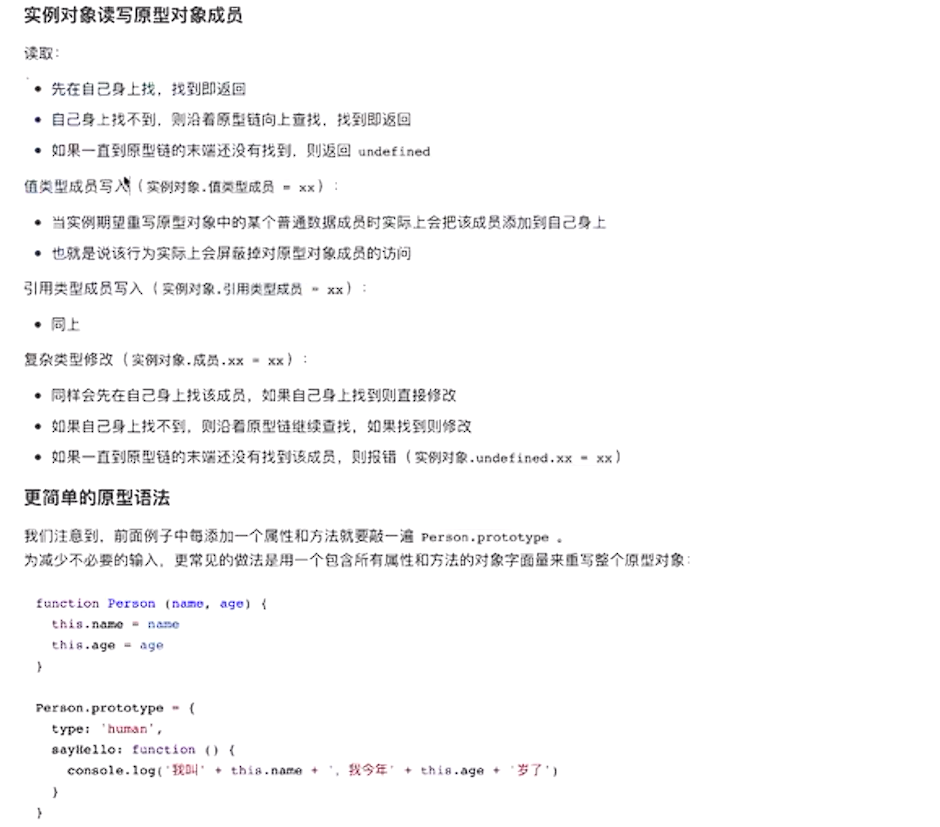 实例对象读写原型对象成员
读取：
• 先在自己身上找，找到即返回
• 自己身上找不到，则沿着原型链向上查找，找到即返回
• 如果一直到原型链的末端还没有找到，则返回 undefined
值类型成员写入（实例对象.值类型成员 = xx）：
• 当实例期望重写原型对象中的某个普通数据成员时实际上会把该成员添加到自己身上
• 也就是说该行为实际上会屏蔽掉对原型对象成员的访问
引用类型成员写入（实例对象.引用类型成员 = xx）：
• 同上
复杂类型修改（实例对象.成员.xx = xx）：
• 同样会先在自己身上找该成员，如果自己身上找到则直接修改
• 如果自己身上找不到，则沿着原型链继续查找，如果找到则修改
• 如果一直到原型链的末端还没有找到该成员，则报错（实例对象.undefined.xx = xx）
更简单的原型语法
我们注意到，前面例子中每添加一个属性和方法就要敲一遍 Person.prototype 。
为减少不必要的输入，更常见的做法是用一个包含所有属性和方法的对象字面量来重写整个原型对象：
function Person (name, age) {
  this.name = name
  this.age = age
}
Person.prototype = {
  type: 'human',
  sayHello: function () {
    console.log('我叫' + this.name + '，我今年' + this.age + '岁了')
  }
}